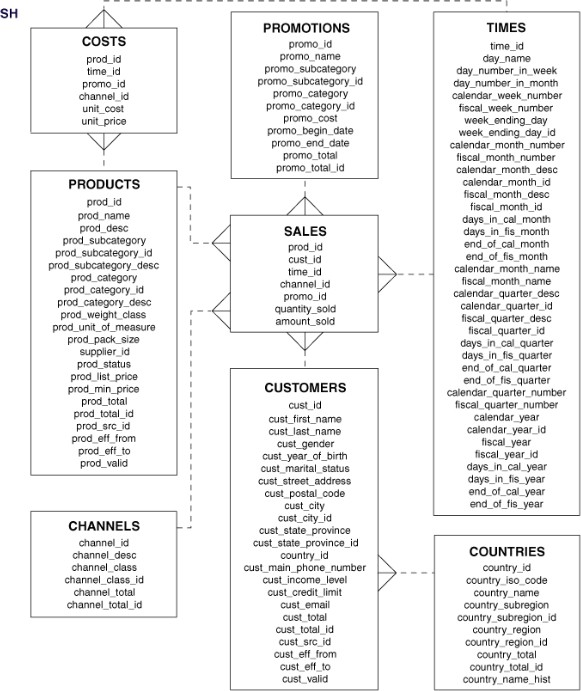 SH
COSTS
prod_id
time_id
promo_id
channel_id
unit_cost
unit_price
PROMOTIONS
promo_id
promo_name
promo_subcategory
promo_subcategory_id
promo_category
promo_category_id
promo_cost
promo_begin_date
promo_end_date
promo_total
promo_total_id
TIMES
time_id
day_name
day_number_in_week
day_number_in_month
calendar_week_number
fiscal_week_number
week_ending_day
week_ending_day_id
calendar_month_number
fiscal_month_number
calendar_month_desc
calendar_month_id
fiscal_month_desc
fiscal_month_id
days_in_cal_month
days_in_fis_month
end_of_cal_month
end_of_fis_month
calendar_month_name
fiscal_month_name
calendar_quarter_desc
calendar_quarter_id
fiscal_quarter_desc
fiscal_quarter_id
days_in_cal_quarter
days_in_fis_quarter
end_of_cal_quarter
end_of_fis_quarter
calendar_quarter_number
fiscal_quarter_number
calendar_year
calendar_year_id
fiscal_year
fiscal_year_id
days_in_cal_year
days_in_fis_year
end_of_cal_year
end_of_fis_year
PRODUCTS
prod_id
prod_name
prod_desc
prod_subcategory
prod_subcategory_id
prod_subcategory_desc
prod_category
prod_category_id
prod_category_desc
prod_weight_class
prod_unit_of_measure
prod_pack_size
supplier_id
prod_status
prod_list_price
prod_min_price
prod_total
prod_total_id
prod_src_id
prod_eff_from
prod_eff_to
prod_valid
SALES
prod_id
cust_id
time_id
channel_id
promo_id
quantity_sold
amount_sold
CUSTOMERS
cust_id
cust_first_name
cust_last_name
cust_gender
cust_year_of_birth
cust_marital_status
cust_street_address
cust_postal_code
cust_city
cust_city_id
cust_state_province
cust_state_province_id
country_id
cust_main_phone_number
cust_income_level
cust_credit_limit
cust_email
cust_total
cust_total_id
cust_src_id
cust_eff_from
cust_eff_to
cust_valid
CHANNELS
channel_id
channel_desc
channel_class
channel_class_id
channel_total
channel_total_id
COUNTRIES
country_id
country_iso_code
country_name
country_subregion
country_subregion_id
country_region
country_region_id
country_total
country_total_id
country_name_hist